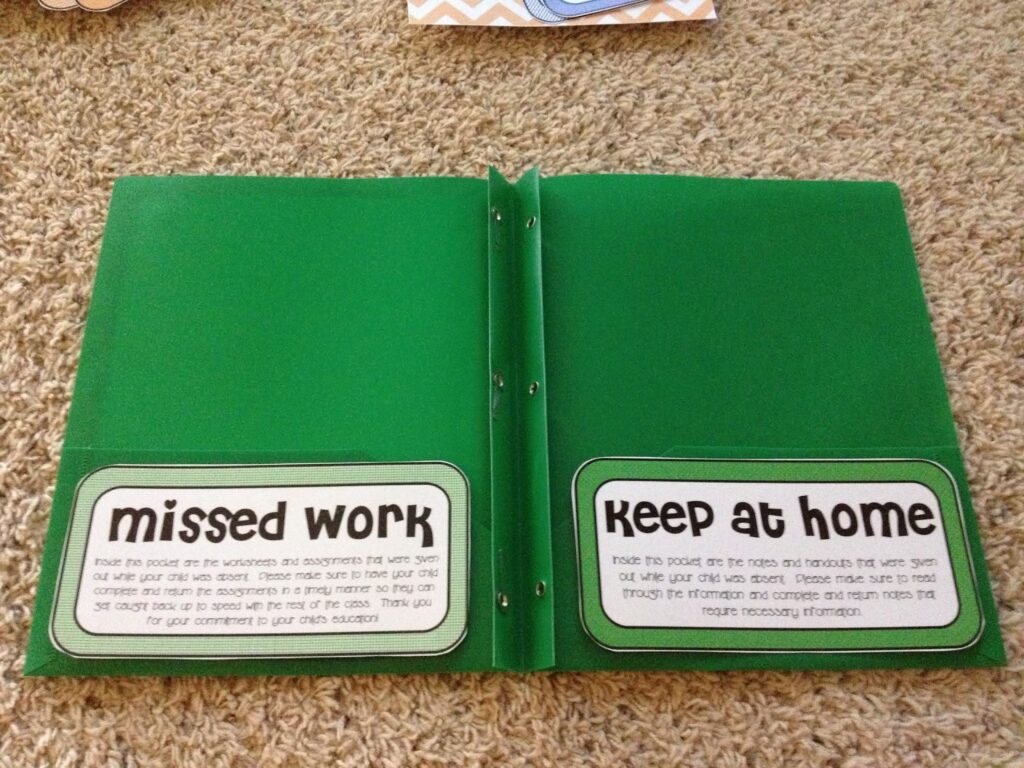 missed work
Inside this pocket are the worksheets and assignments that were given
out while your child was absent. Please make sure to have your child
complete and return the assignments in a timely manner so they can
get caught back up to speed with the rest of the class. Thank you
for your commitment to your child's education!
keep at home
Inside this pocket are the notes and handouts that were given
out while your child was absent. Please make sure to read
through the information and complete and return notes that
require necessary information.